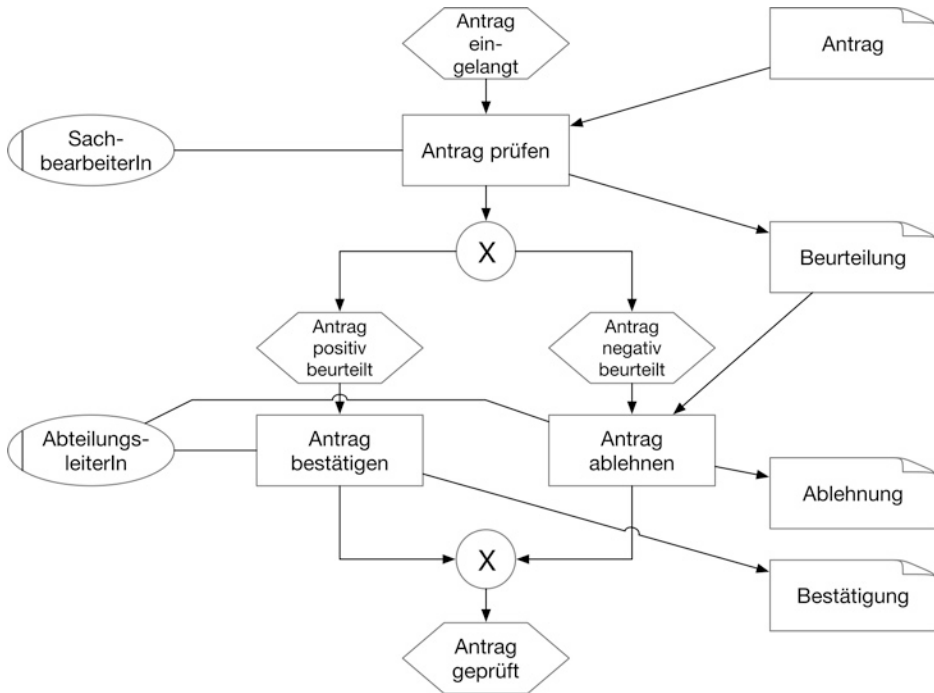 Antrag
ein-
gelangt
Antrag
Sach-
bearbeiterIn
Antrag prüfen
X
Beurteilung
Antrag
positiv
beurteilt
Antrag
negativ
beurteilt
Abteilungs-
leiterIn
Antrag
bestätigen
Antrag
ablehnen
Ablehnung
X
Bestätigung
Antrag
geprüft